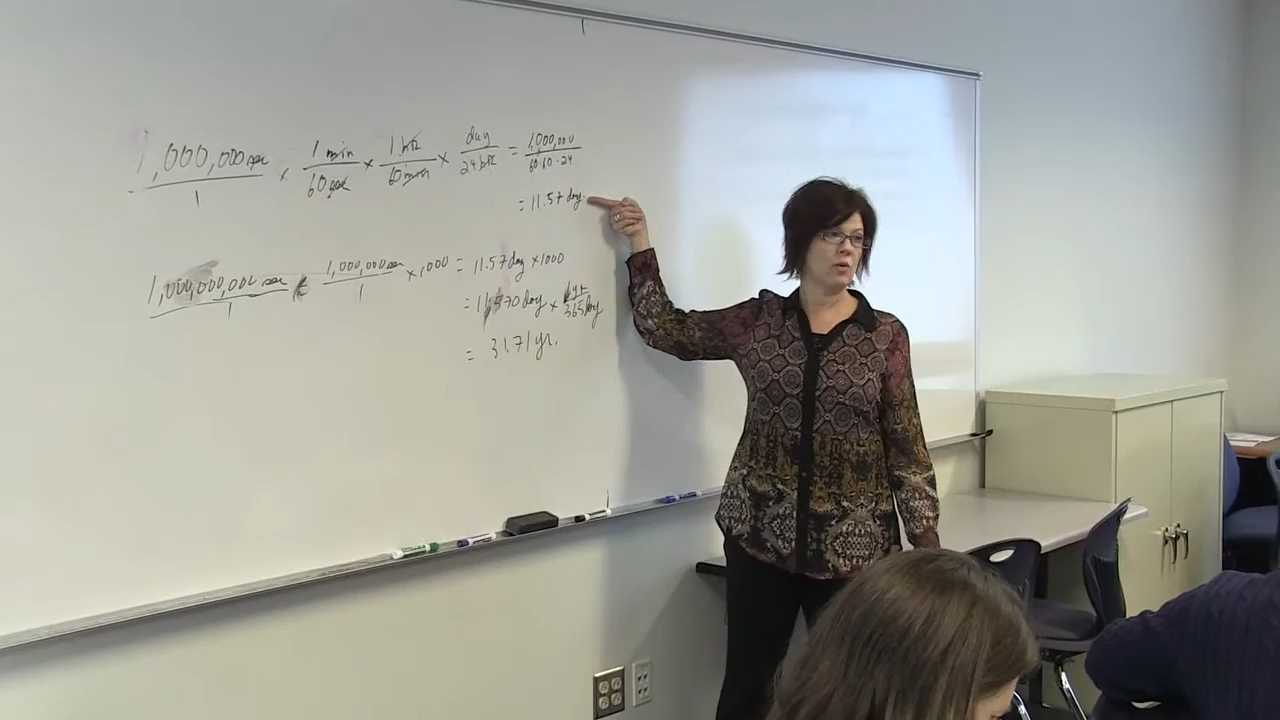 1,000,000 sec / 1 × 1 min / 60 sec × 1 hr / 60 min × day / 24 hr = 1,000,000 / 60·60·24
= 11.57 day
1,000,000,000 sec / 1 1,000,000 sec / 1 × 1,000 = 11.57 day × 1000
= 11,570 day × 1 yr / 365 day
= 31.71 yr.